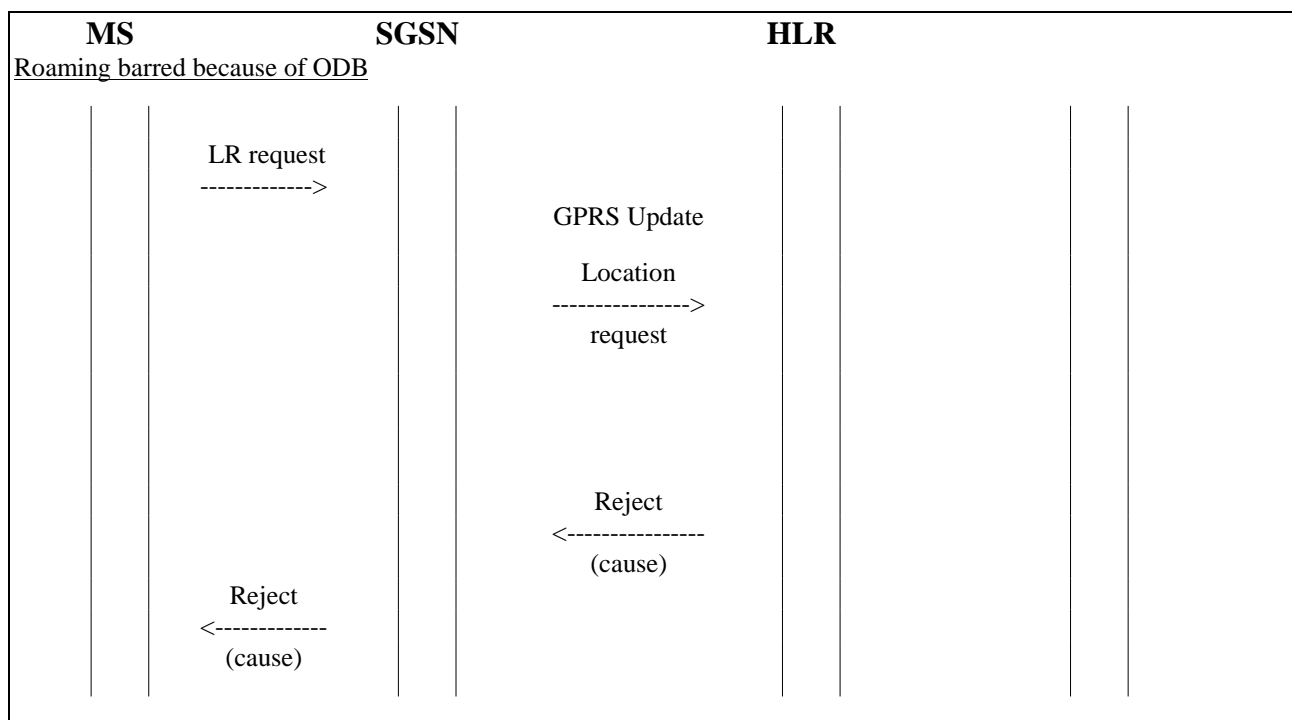 MS SGSN HLR
Roaming barred because of ODB
LR request
------------->
GPRS Update
Location
---------------->
request
Reject
<----------------
(cause)
Reject
<-------------
(cause)